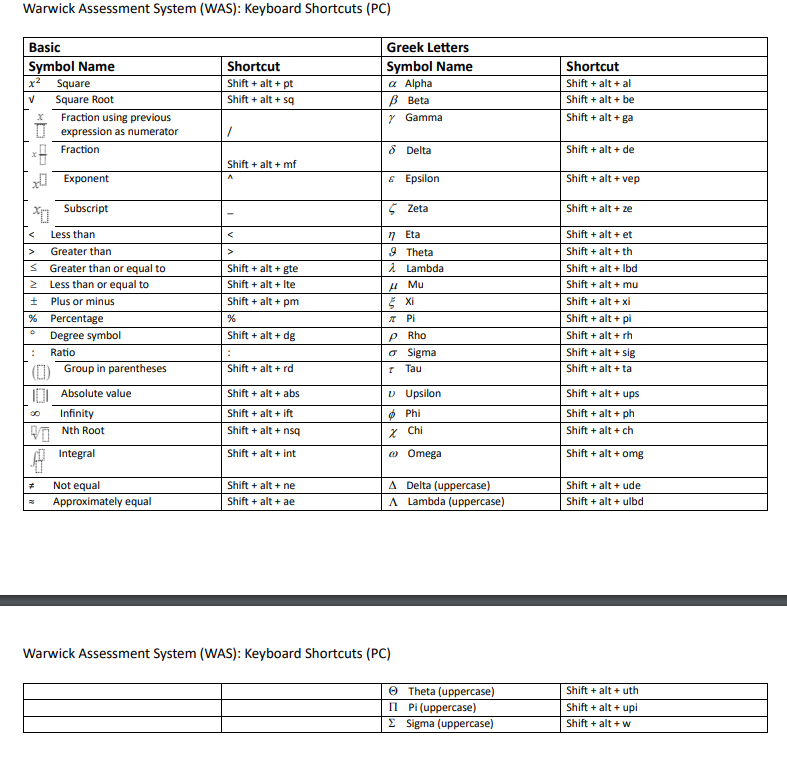 Warwick Assessment System (WAS): Keyboard Shortcuts (PC)
Basic Greek Letters
Symbol Name Shortcut Symbol Name Shortcut
x² Square Shift + alt + pt α Alpha Shift + alt + al
√ Square Root Shift + alt + sq β Beta Shift + alt + be
x Fraction using previous expression as numerator / γ Gamma Shift + alt + ga
x Fraction Shift + alt + mf δ Delta Shift + alt + de
x Exponent ^ ε Epsilon Shift + alt + vep
x Subscript _ ζ Zeta Shift + alt + ze
< Less than < η Eta Shift + alt + et
> Greater than > ϑ Theta Shift + alt + th
≤ Greater than or equal to Shift + alt + gte λ Lambda Shift + alt + lbd
≥ Less than or equal to Shift + alt + lte μ Mu Shift + alt + mu
± Plus or minus Shift + alt + pm ξ Xi Shift + alt + xi
% Percentage % π Pi Shift + alt + pi
° Degree symbol Shift + alt + dg ρ Rho Shift + alt + rh
: Ratio : σ Sigma Shift + alt + sig
() Group in parentheses Shift + alt + rd τ Tau Shift + alt + ta
|| Absolute value Shift + alt + abs υ Upsilon Shift + alt + ups
∞ Infinity Shift + alt + ift ϕ Phi Shift + alt + ph
√ Nth Root Shift + alt + nsq χ Chi Shift + alt + ch
∫ Integral Shift + alt + int ω Omega Shift + alt + omg
≠ Not equal Shift + alt + ne Δ Delta (uppercase) Shift + alt + ude
≈ Approximately equal Shift + alt + ae Λ Lambda (uppercase) Shift + alt + ulbd
Warwick Assessment System (WAS): Keyboard Shortcuts (PC)
Θ Theta (uppercase) Shift + alt + uth
Π Pi (uppercase) Shift + alt + upi
Σ Sigma (uppercase) Shift + alt + w